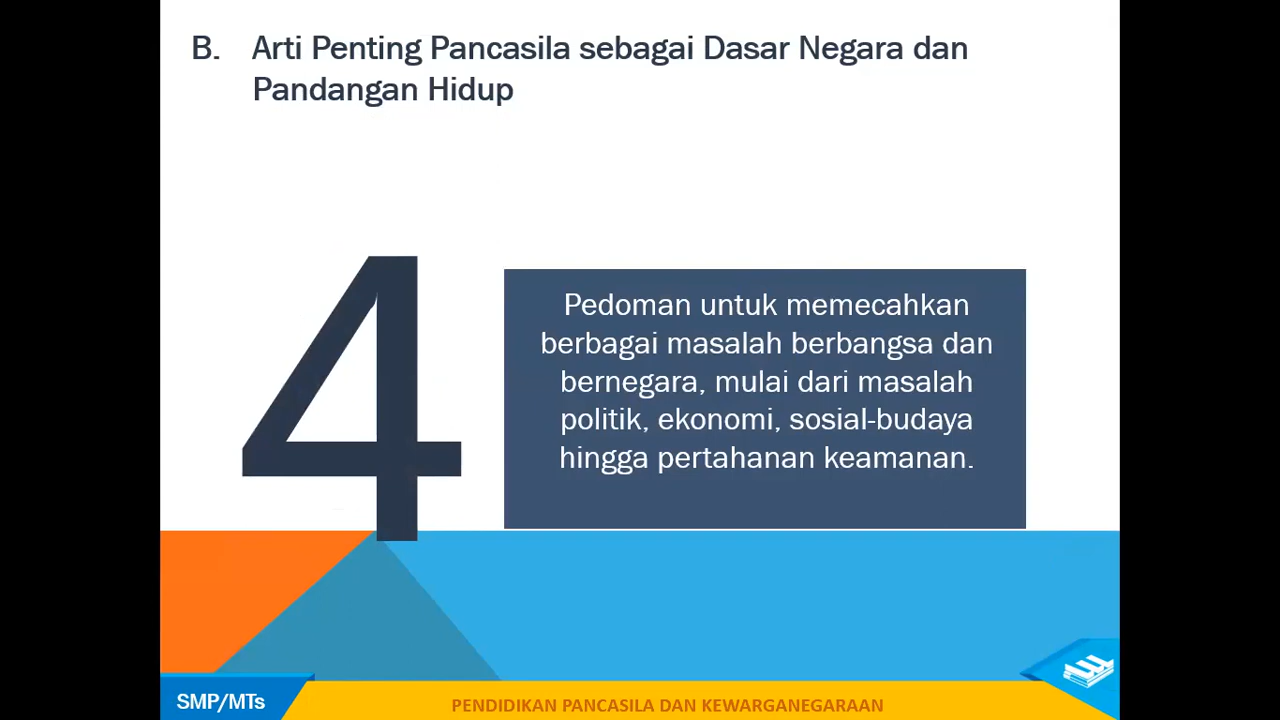 B. Arti Penting Pancasila sebagai Dasar Negara dan
Pandangan Hidup
4
Pedoman untuk memecahkan
berbagai masalah berbangsa dan
bernegara, mulai dari masalah
politik, ekonomi, sosial-budaya
hingga pertahanan keamanan.
SMP/MTs
PENDIDIKAN PANCASILA DAN KEWARGANEGARAAN